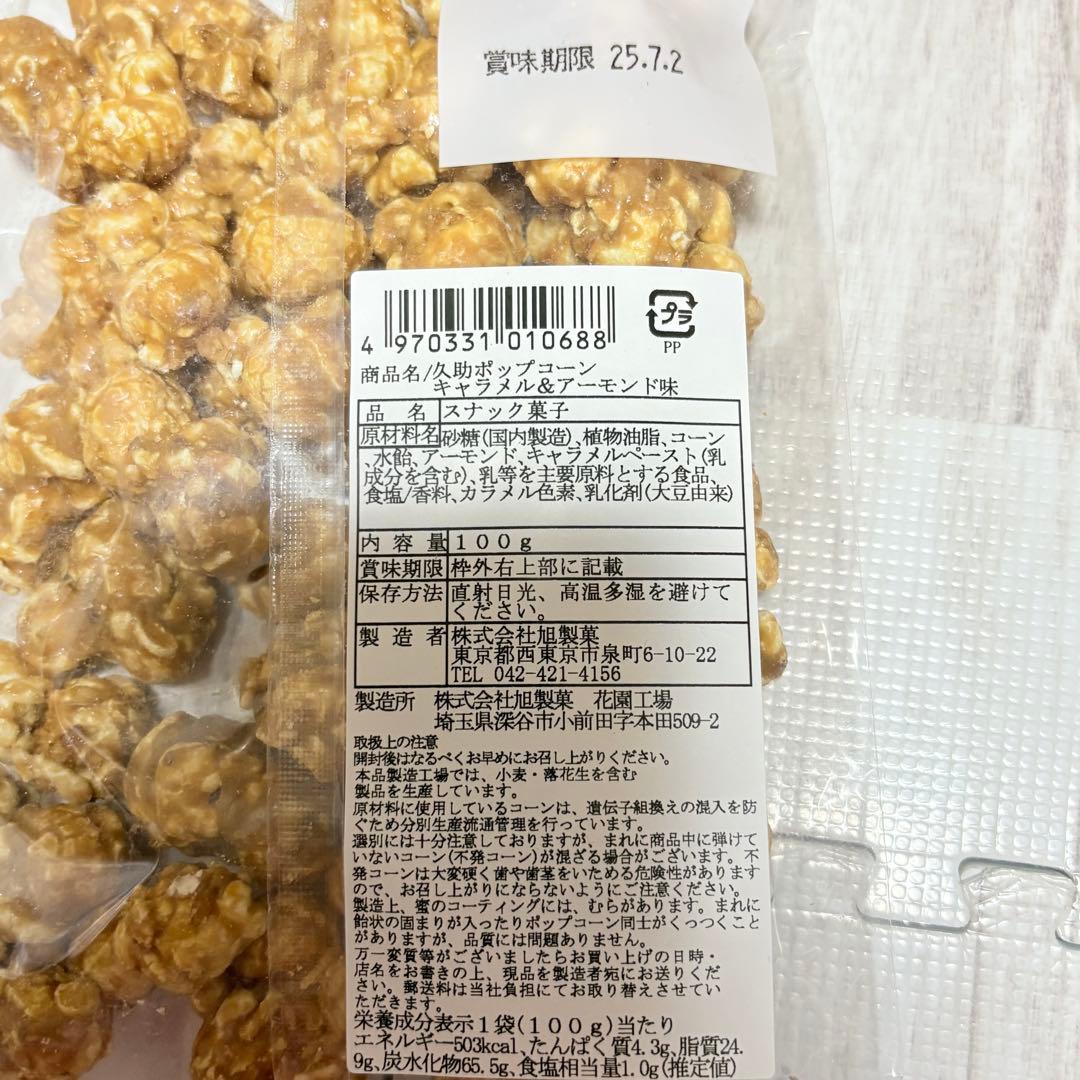 賞味期限 25.7.2
4 970331 010688
プラ
PP
商品名/久助ポップコーン
キャラメル&アーモンド味
品 名 スナック菓子
原材料名 砂糖(国内製造)、植物油脂、コーン
、水飴、アーモンド、キャラメルペースト(乳
成分を含む)、乳等を主要原料とする食品、
食塩/香料、カラメル色素、乳化剤(大豆由来)
内 容 量 100g
賞味期限 枠外右上部に記載
保存方法 直射日光、高温多湿を避けて
ください。
製 造 者 株式会社旭製菓
東京都西東京市泉町6-10-22
TEL 042-421-4156
製造所 株式会社旭製菓 花園工場
埼玉県深谷市小前田字本田509-2
取扱上の注意
開封後はなるべくお早めにお召し上がりください。
本品製造工場では、小麦・落花生を含む
製品を生産しています。
原材料に使用しているコーンは、遺伝子組換えの混入を防
ぐため分別生産流通管理を行っています。
選別には十分注意しておりますが、まれに商品中に弾けて
いないコーン(不発コーン)が混ざる場合がございます。不
発コーンは大変硬く歯や歯茎をいためる危険性があります
ので、お召し上がりにならないようにご注意ください。
製造上、蜜のコーティングには、むらがあります。まれに
飴状の固まりが入ったりポップコーン同士がくっつくこと
がありますが、品質には問題ありません。
万一変質等がございましたらお買い上げの日時・
店名をお書きの上、現品を製造者宛にお送りくだ
さい。郵送料は当社負担にてお取り替えさせてい
ただきます。
栄養成分表示1袋(100g)当たり
エネルギー503kcal、たんぱく質4.3g、脂質24.
9g、炭水化物65.5g、食塩相当量1.0g(推定値)